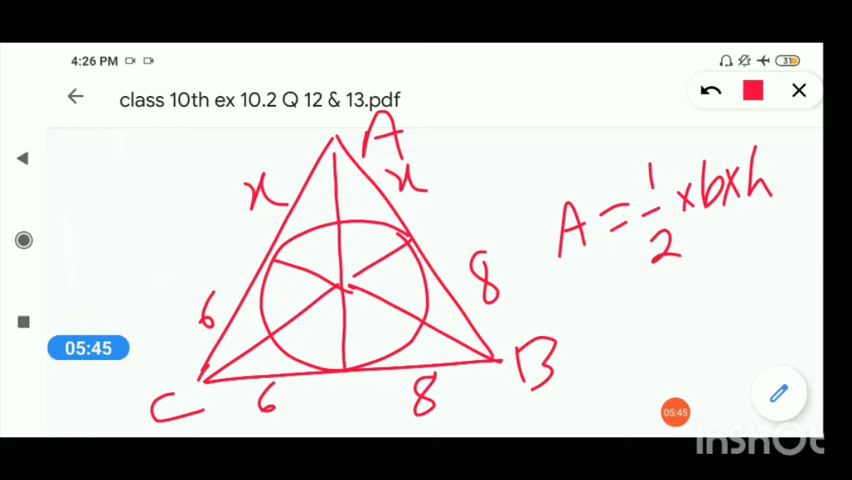 4:26 PM
31
class 10th ex 10.2 Q 12 & 13.pdf
A
x
x
A = 1/2 × b × h
8
6
05:45
B
C
6
8
05:45
InShOt